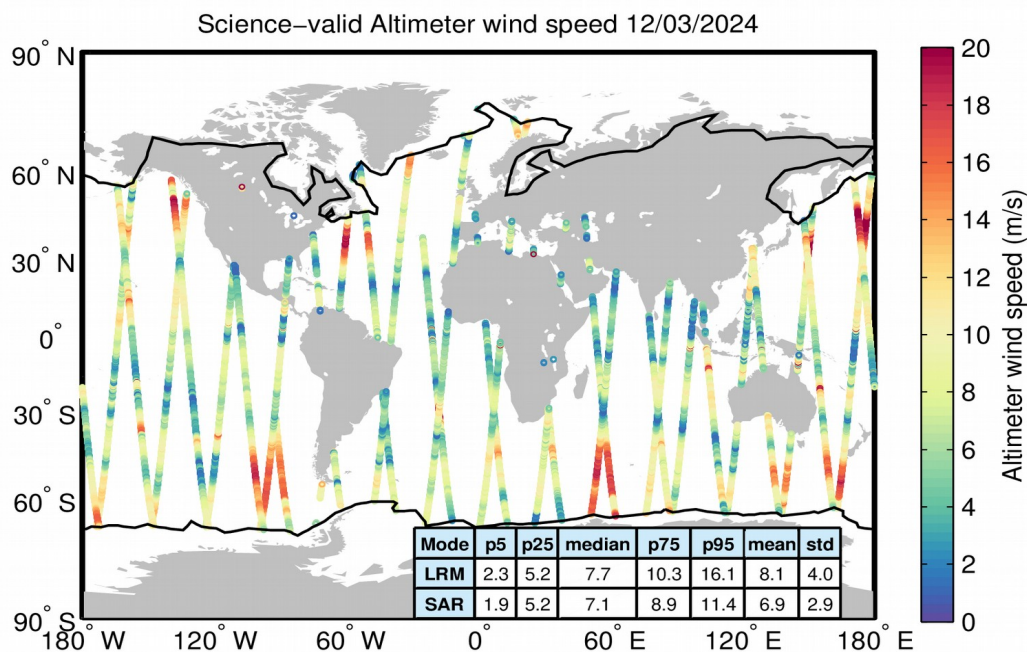 Science−valid Altimeter wind speed 12/03/2024
90° N
60° N
30° N
0°
30° S
60° S
90° S
180° W
120° W
60° W
0°
60° E
120° E
180° E
20
18
16
14
12
10
8
6
4
2
0
Altimeter wind speed (m/s)
Mode p5 p25 median p75 p95 mean std
LRM 2.3 5.2 7.7 10.3 16.1 8.1 4.0
SAR 1.9 5.2 7.1 8.9 11.4 6.9 2.9